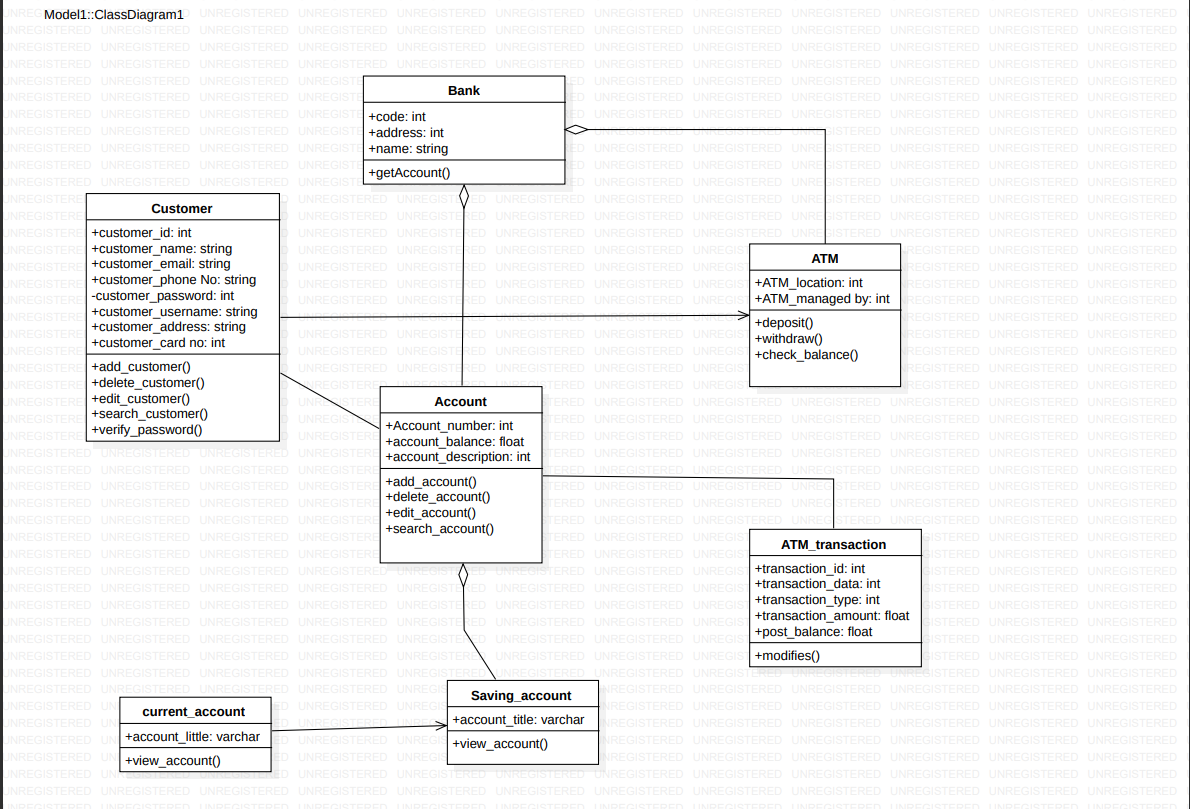 Model1::ClassDiagram1
Bank
+code: int
+address: int
+name: string
+getAccount()
Customer
+customer_id: int
+customer_name: string
+customer_email: string
+customer_phone No: string
-customer_password: int
+customer_username: string
+customer_address: string
+customer_card no: int
+add_customer()
+delete_customer()
+edit_customer()
+search_customer()
+verify_password()
ATM
+ATM_location: int
+ATM_managed by: int
+deposit()
+withdraw()
+check_balance()
Account
+Account_number: int
+account_balance: float
+account_description: int
+add_account()
+delete_account()
+edit_account()
+search_account()
ATM_transaction
+transaction_id: int
+transaction_data: int
+transaction_type: int
+transaction_amount: float
+post_balance: float
+modifies()
Saving_account
+account_title: varchar
+view_account()
current_account
+account_little: varchar
+view_account()
UNREGISTERED